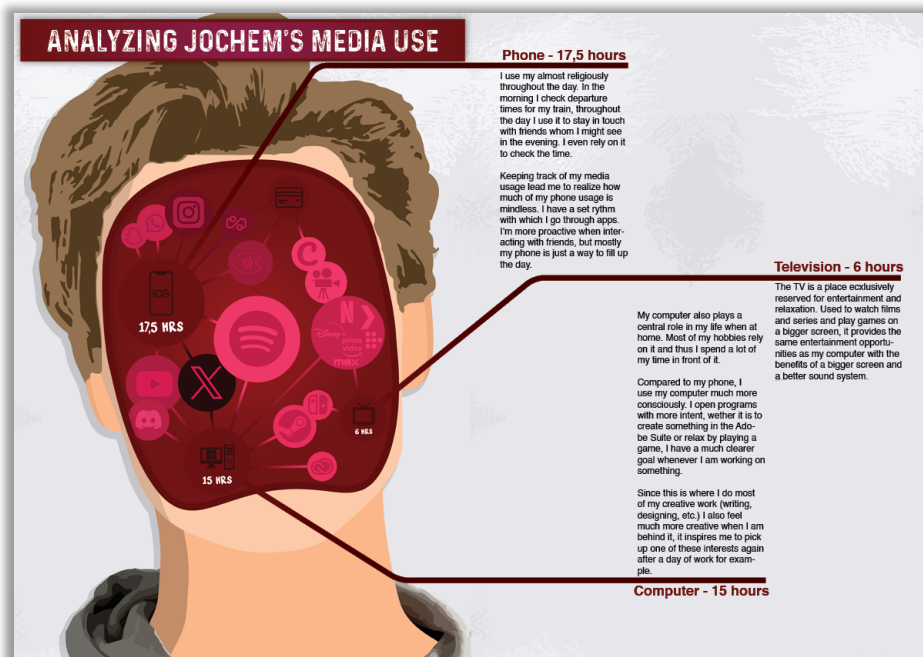 ANALYZING JOCHEM'S MEDIA USE
Phone - 17,5 hours
I use my almost religiously
throughout the day. In the
morning I check departure
times for my train, throughout
the day I use it to stay in touch
with friends whom I might see
in the evening. I even rely on it
to check the time.
Keeping track of my media
usage lead me to realize how
much of my phone usage is
mindless. I have a set rythm
with which I go through apps.
I'm more proactive when inter-
acting with friends, but mostly
my phone is just a way to fill up
the day.
Television - 6 hours
The TV is a place ecxlusively
reserved for entertainment and
relaxation. Used to watch films
and series and play games on
a bigger screen, it provides the
same entertainment opportu-
nities as my computer with the
benefits of a bigger screen and
a better sound system.
My computer also plays a
central role in my life when at
home. Most of my hobbies rely
on it and thus I spend a lot of
my time in front of it.
Compared to my phone, I
use my computer much more
consciously. I open programs
with more intent, wether it is to
create something in the Ado-
be Suite or relax by playing a
game, I have a much clearer
goal whenever I am working on
something.
Since this is where I do most
of my creative work (writing,
designing, etc.) I also feel
much more creative when I am
behind it, it inspires me to pick
up one of these interests again
after a day of work for exam-
ple.
Computer - 15 hours
iOS
17,5 HRS
N
Disney+
prime
video
max
X
6 HRS
15 HRS